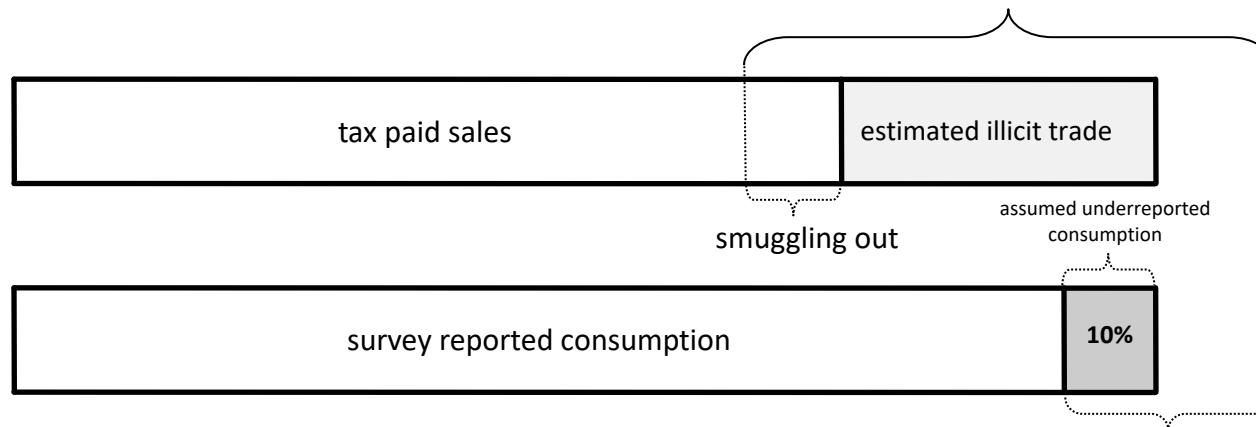 tax paid sales
estimated illicit trade
smuggling out
assumed underreported
consumption
survey reported consumption
10%